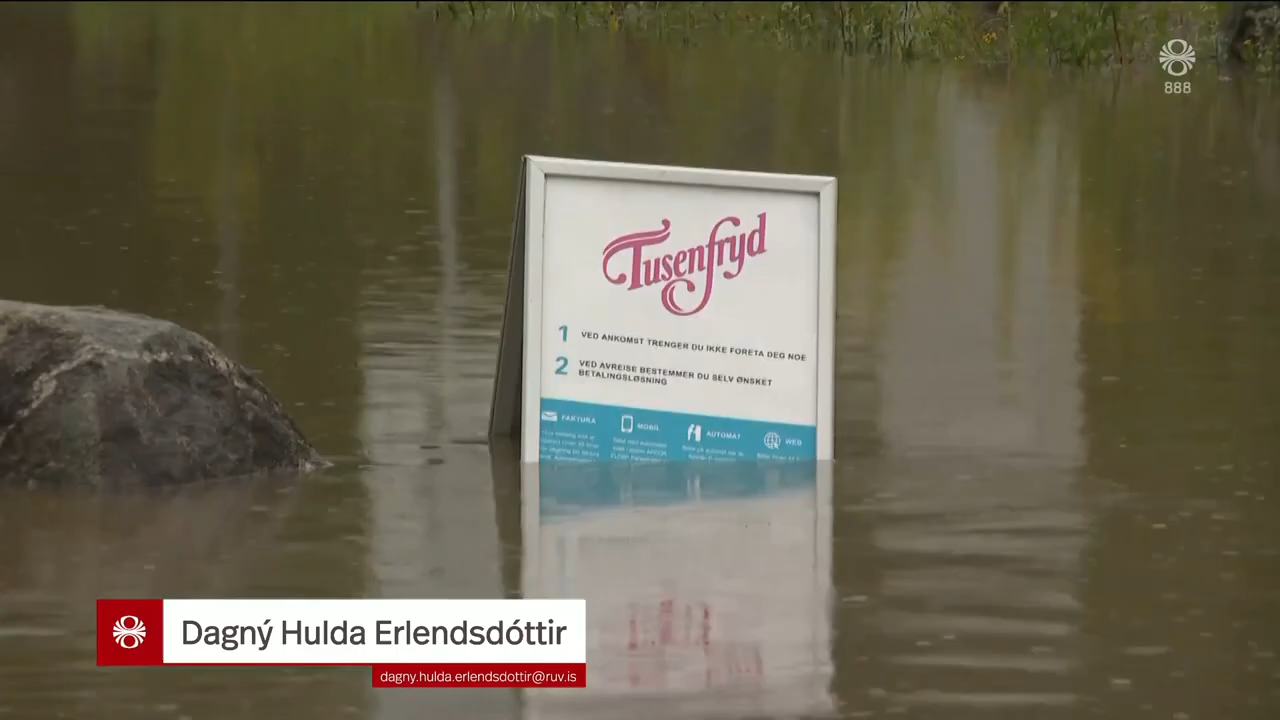 888
Tusenfryd
1 VED ANKOMST TRENGER DU IKKE FORETA DEG NOE
2 VED AVREISE BESTEMMER DU SELV ØNSKET
BETALINGSLØSNING
FAKTURA MOBIL AUTOMAT WEB
Dagný Hulda Erlendsdóttir
dagny.hulda.erlendsdottir@ruv.is